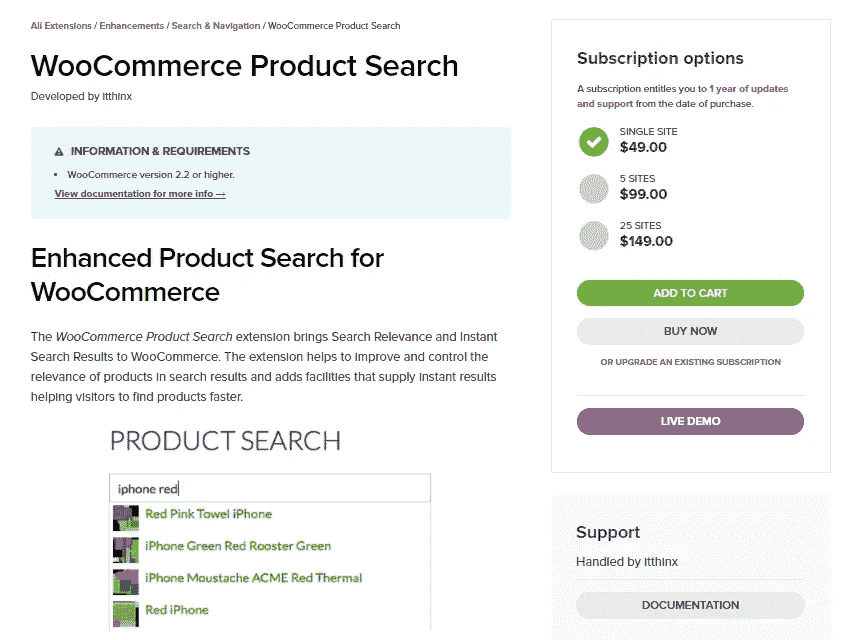 All Extensions / Enhancements / Search & Navigation / WooCommerce Product Search
WooCommerce Product Search
Developed by itthinx
INFORMATION & REQUIREMENTS
• WooCommerce version 2.2 or higher.
View documentation for more info →
Enhanced Product Search for
WooCommerce
The WooCommerce Product Search extension brings Search Relevance and Instant
Search Results to WooCommerce. The extension helps to improve and control the
relevance of products in search results and adds facilities that supply instant results
helping visitors to find products faster.
PRODUCT SEARCH
iphone red
Red Pink Towel iPhone
iPhone Green Red Rooster Green
iPhone Moustache ACME Red Thermal
Red iPhone
Subscription options
A subscription entitles you to 1 year of updates
and support from the date of purchase.
SINGLE SITE
$49.00
5 SITES
$99.00
25 SITES
$149.00
ADD TO CART
BUY NOW
OR UPGRADE AN EXISTING SUBSCRIPTION
LIVE DEMO
Support
Handled by itthinx
DOCUMENTATION